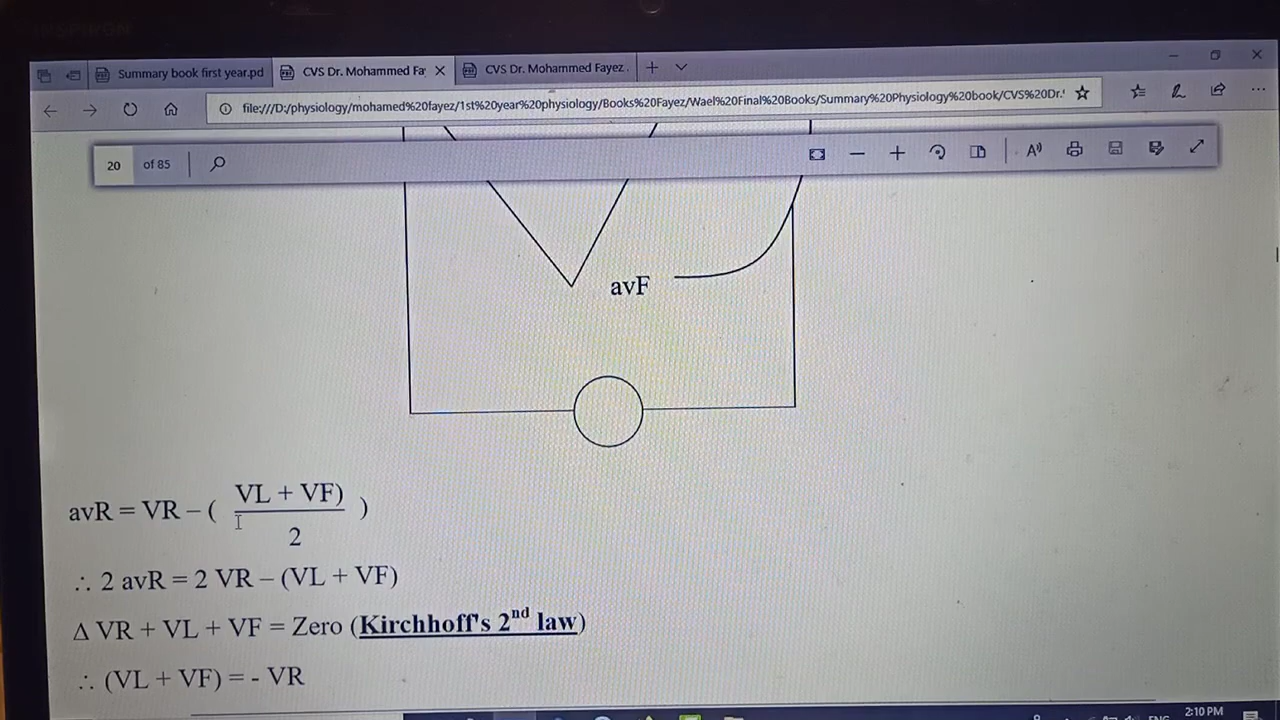 INSPIRON
Summary book first year.pd
CVS Dr. Mohammed Fa
CVS Dr. Mohammed Fayez .
file:///D:/physiology/mohamed%20fayez/1st%20year%20physiology/Books%20Fayez/Wael%20Final%20Books/Summary%20Physiology%20book/CVS%20Dr.
20 of 85
avF
avR = VR – ( VL + VF) )
2
∴ 2 avR = 2 VR – (VL + VF)
Δ VR + VL + VF = Zero (Kirchhoff's 2nd law)
∴ (VL + VF) = - VR
ENG
2:10 PM